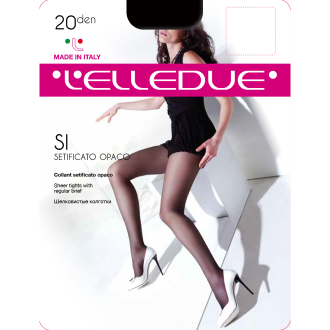 20den
MADE IN ITALY
L'ELLEDUE
SI
SETIFICATO OPACO
Collant setificato opaco
Sheer tights with
regular brief
Шелковистые колготки